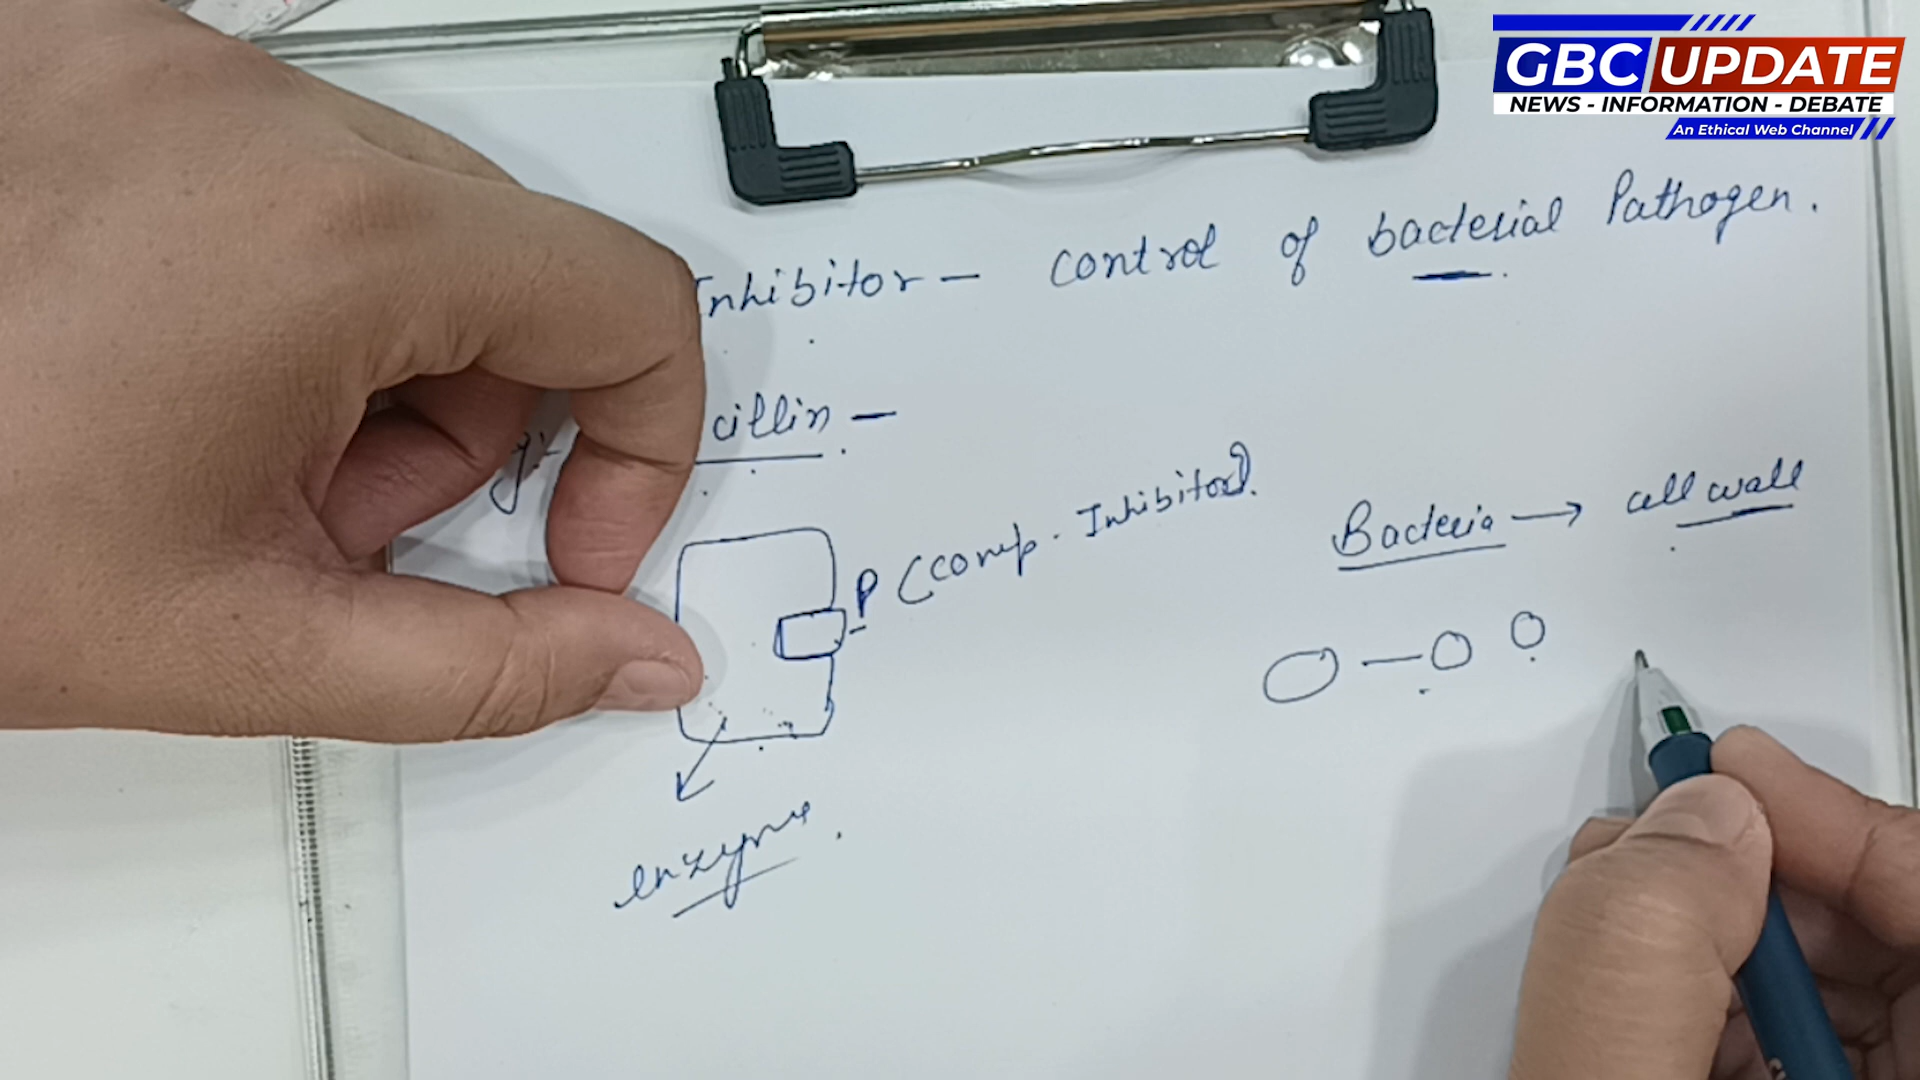 GBC UPDATE
NEWS - INFORMATION - DEBATE
An Ethical Web Channel
Inhibitor - control of bacterial Pathogen.
g:- cillin -
P (comp. Inhibitor).
Bacteria → cell wall
enzyme.